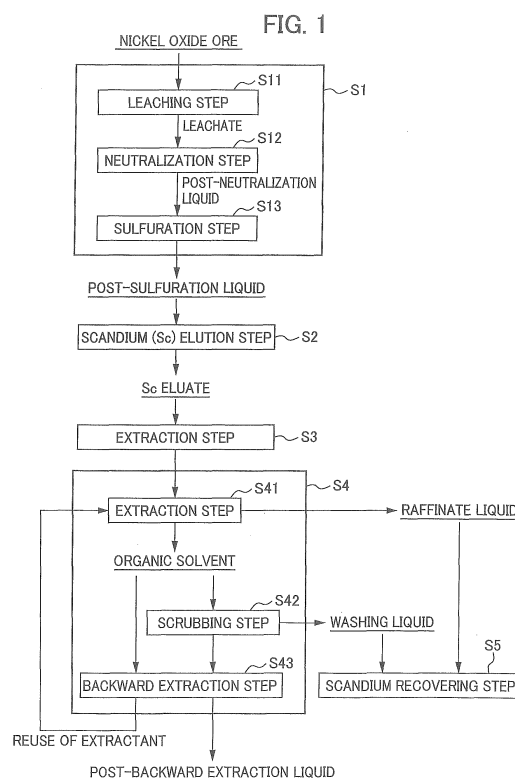 FIG. 1
NICKEL OXIDE ORE
S11
S1
LEACHING STEP
LEACHATE
S12
NEUTRALIZATION STEP
POST-NEUTRALIZATION
LIQUID
S13
SULFURATION STEP
POST-SULFURATION LIQUID
SCANDIUM (Sc) ELUTION STEP
S2
Sc ELUATE
EXTRACTION STEP
S3
S41
S4
EXTRACTION STEP
RAFFINATE LIQUID
ORGANIC SOLVENT
S42
SCRUBBING STEP
WASHING LIQUID
S43
S5
BACKWARD EXTRACTION STEP
SCANDIUM RECOVERING STEP
REUSE OF EXTRACTANT
POST-BACKWARD EXTRACTION LIQUID